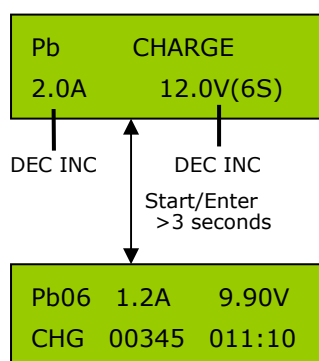 Pb CHARGE
2.0A 12.0V(6S)
DEC INC DEC INC
Start/Enter
>3 seconds
Pb06 1.2A 9.90V
CHG 00345 011:10